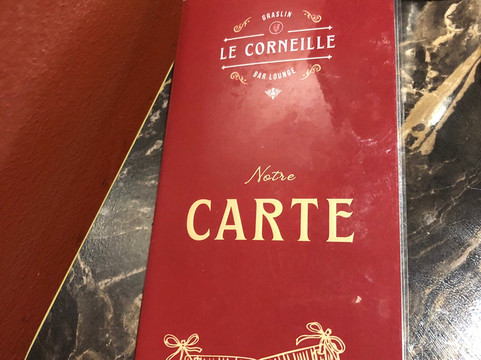 GRASLIN
LE CORNEILLE
BAR LOUNGE
Notre
CARTE